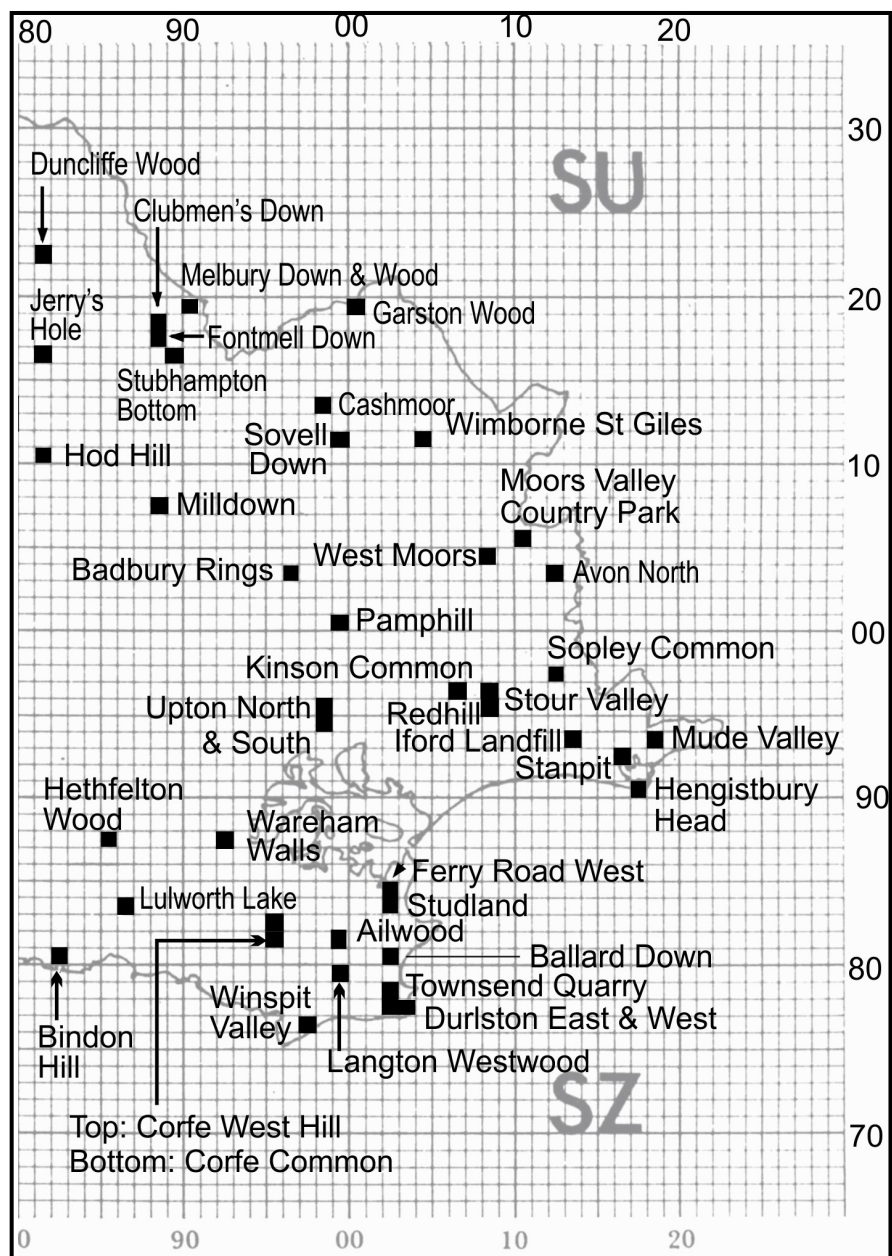 80 90 00 10 20
30
SU
Duncliffe Wood
Clubmen's Down
Melbury Down & Wood
20
Jerry's
Hole
Garston Wood
Fontmell Down
Stubhampton
Bottom
Cashmoor
Wimborne St Giles
Sovell
Down
Hod Hill
10
Moors Valley
Country Park
Milldown
West Moors
Badbury Rings
Avon North
Pamphill
00
Sopley Common
Kinson Common
Stour Valley
Upton North
& South
Redhill
Iford Landfill
Mude Valley
Stanpit
Hethfelton
Wood
Hengistbury
Head
90
Wareham
Walls
Ferry Road West
Lulworth Lake
Studland
Ailwood
Ballard Down
80
Townsend Quarry
Winspit
Valley
Durlston East & West
Bindon
Hill
Langton Westwood
SZ
Top: Corfe West Hill
Bottom: Corfe Common
70
0 90 00 10 20